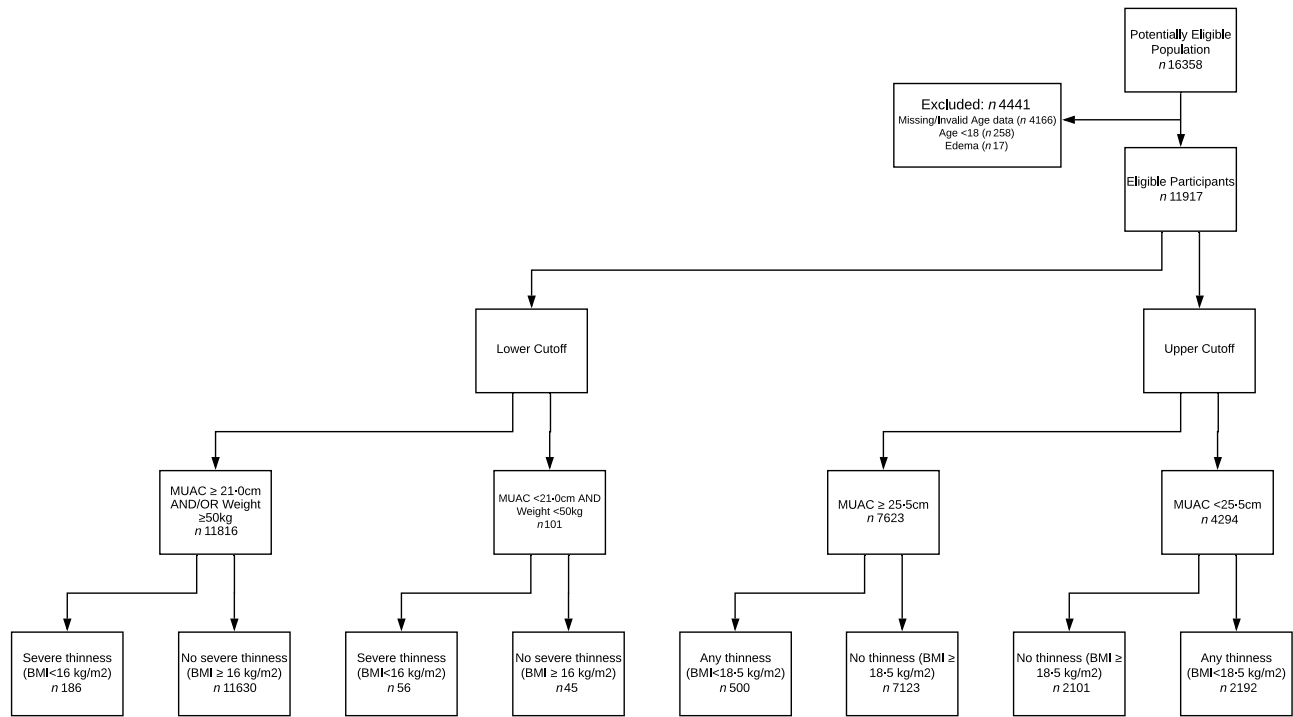 Potentially Eligible
Population
n 16358
Excluded: n 4441
Missing/Invalid Age data (n 4166)
Age <18 (n 258)
Edema (n 17)
Eligible Participants
n 11917
Lower Cutoff
Upper Cutoff
MUAC ≥ 21·0cm
AND/OR Weight
≥50kg
n 11816
MUAC <21·0cm AND
Weight <50kg
n 101
MUAC ≥ 25·5cm
n 7623
MUAC <25·5cm
n 4294
Severe thinness
(BMI<16 kg/m2)
n 186
No severe thinness
(BMI ≥ 16 kg/m2)
n 11630
Severe thinness
(BMI<16 kg/m2)
n 56
No severe thinness
(BMI ≥ 16 kg/m2)
n 45
Any thinness
(BMI<18·5 kg/m2)
n 500
No thinness (BMI ≥
18·5 kg/m2)
n 7123
No thinness (BMI ≥
18·5 kg/m2)
n 2101
Any thinness
(BMI<18·5 kg/m2)
n 2192